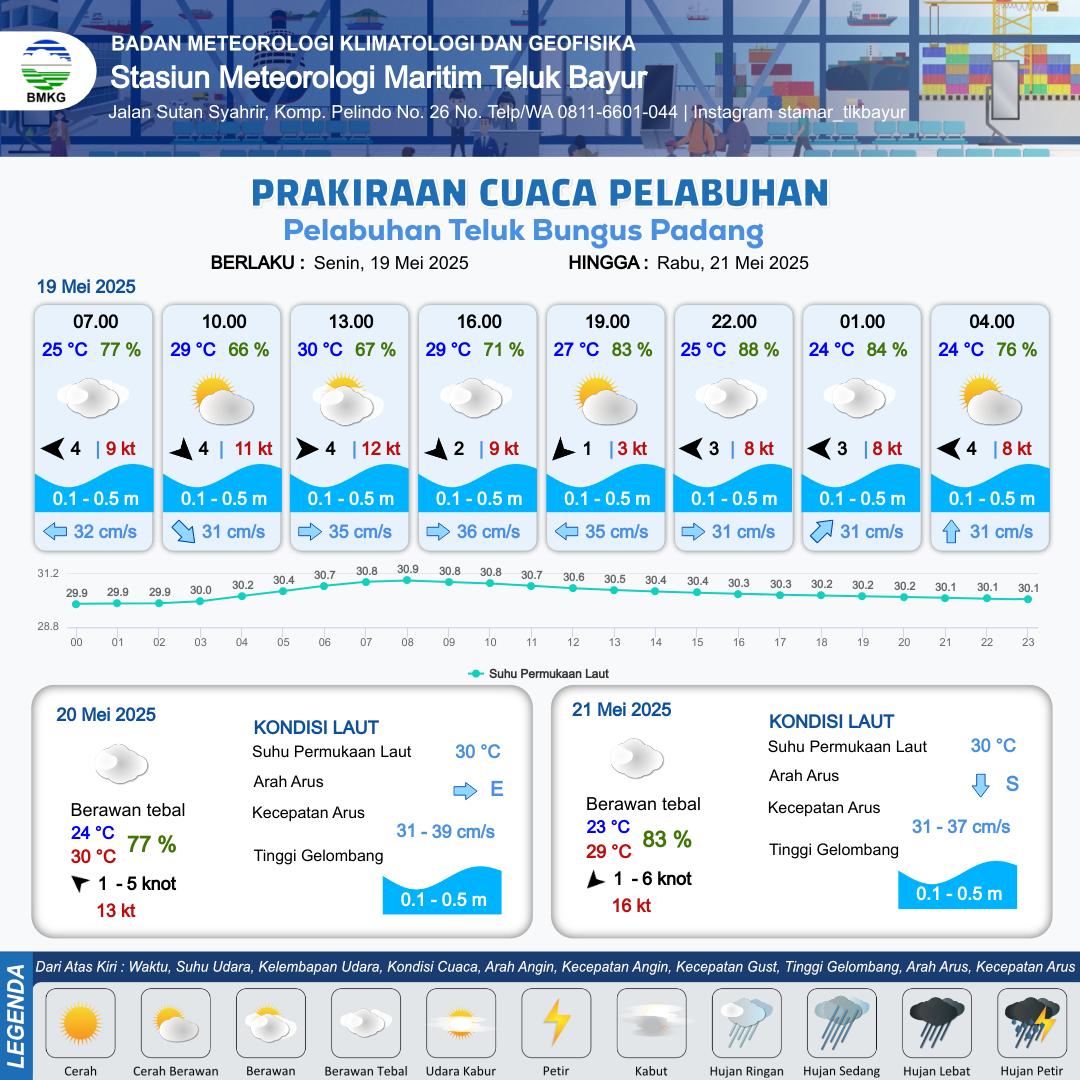 BMKG
BADAN METEOROLOGI KLIMATOLOGI DAN GEOFISIKA
Stasiun Meteorologi Maritim Teluk Bayur
Jalan Sutan Syahrir, Komp. Pelindo No. 26 No. Telp/WA 0811-6601-044 | Instagram stamar_tlkbayur
PRAKIRAAN CUACA PELABUHAN
Pelabuhan Teluk Bungus Padang
BERLAKU : Senin, 19 Mei 2025 HINGGA : Rabu, 21 Mei 2025
19 Mei 2025
07.00 10.00 13.00 16.00 19.00 22.00 01.00 04.00
25 °C 77 % 29 °C 66 % 30 °C 67 % 29 °C 71 % 27 °C 83 % 25 °C 88 % 24 °C 84 % 24 °C 76 %
4 | 9 kt 4 | 11 kt 4 | 12 kt 2 | 9 kt 1 | 3 kt 3 | 8 kt 3 | 8 kt 4 | 8 kt
0.1 - 0.5 m 0.1 - 0.5 m 0.1 - 0.5 m 0.1 - 0.5 m 0.1 - 0.5 m 0.1 - 0.5 m 0.1 - 0.5 m 0.1 - 0.5 m
32 cm/s 31 cm/s 35 cm/s 36 cm/s 35 cm/s 31 cm/s 31 cm/s 31 cm/s
31.2
29.9 29.9 29.9 30.0 30.2 30.4 30.7 30.8 30.9 30.8 30.8 30.7 30.6 30.5 30.4 30.4 30.3 30.3 30.2 30.2 30.2 30.1 30.1 30.1
28.8
00 01 02 03 04 05 06 07 08 09 10 11 12 13 14 15 16 17 18 19 20 21 22 23
Suhu Permukaan Laut
20 Mei 2025
Berawan tebal
24 °C
30 °C
77 %
1 - 5 knot
13 kt
KONDISI LAUT
Suhu Permukaan Laut 30 °C
Arah Arus E
Kecepatan Arus
31 - 39 cm/s
Tinggi Gelombang
0.1 - 0.5 m
21 Mei 2025
Berawan tebal
23 °C
29 °C
83 %
1 - 6 knot
16 kt
KONDISI LAUT
Suhu Permukaan Laut 30 °C
Arah Arus S
Kecepatan Arus
31 - 37 cm/s
Tinggi Gelombang
0.1 - 0.5 m
LEGENDA
Dari Atas Kiri : Waktu, Suhu Udara, Kelembapan Udara, Kondisi Cuaca, Arah Angin, Kecepatan Angin, Kecepatan Gust, Tinggi Gelombang, Arah Arus, Kecepatan Arus
Cerah Cerah Berawan Berawan Berawan Tebal Udara Kabur Petir Kabut Hujan Ringan Hujan Sedang Hujan Lebat Hujan Petir